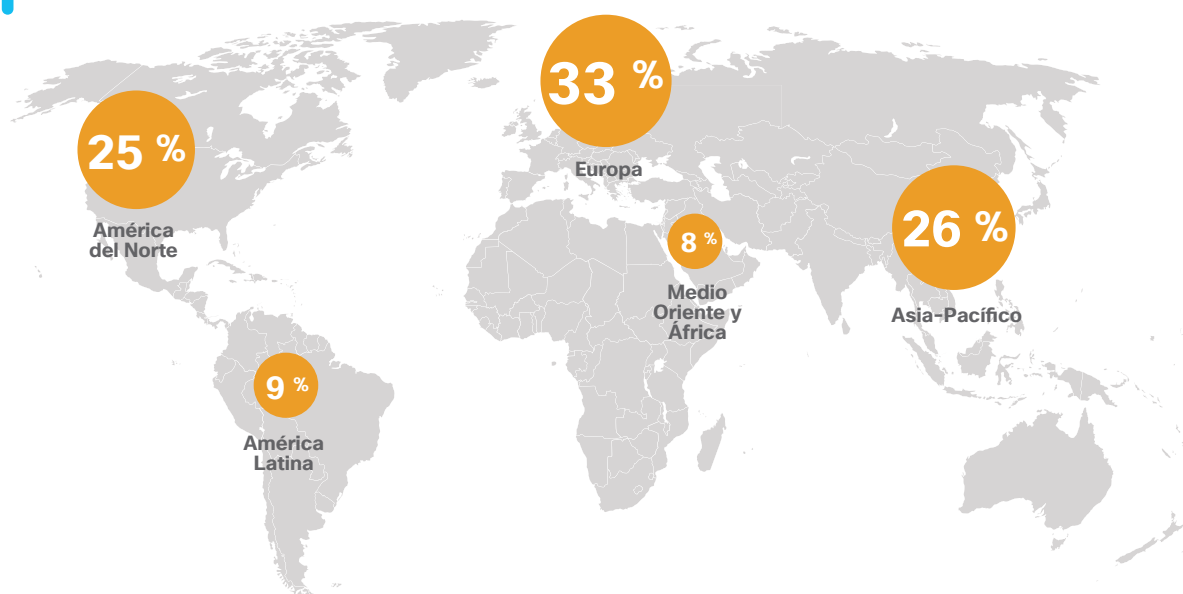 33 %
Europa
25 %
América
del Norte
26 %
Asia-Pacífico
8 %
Medio
Oriente y
África
9 %
América
Latina